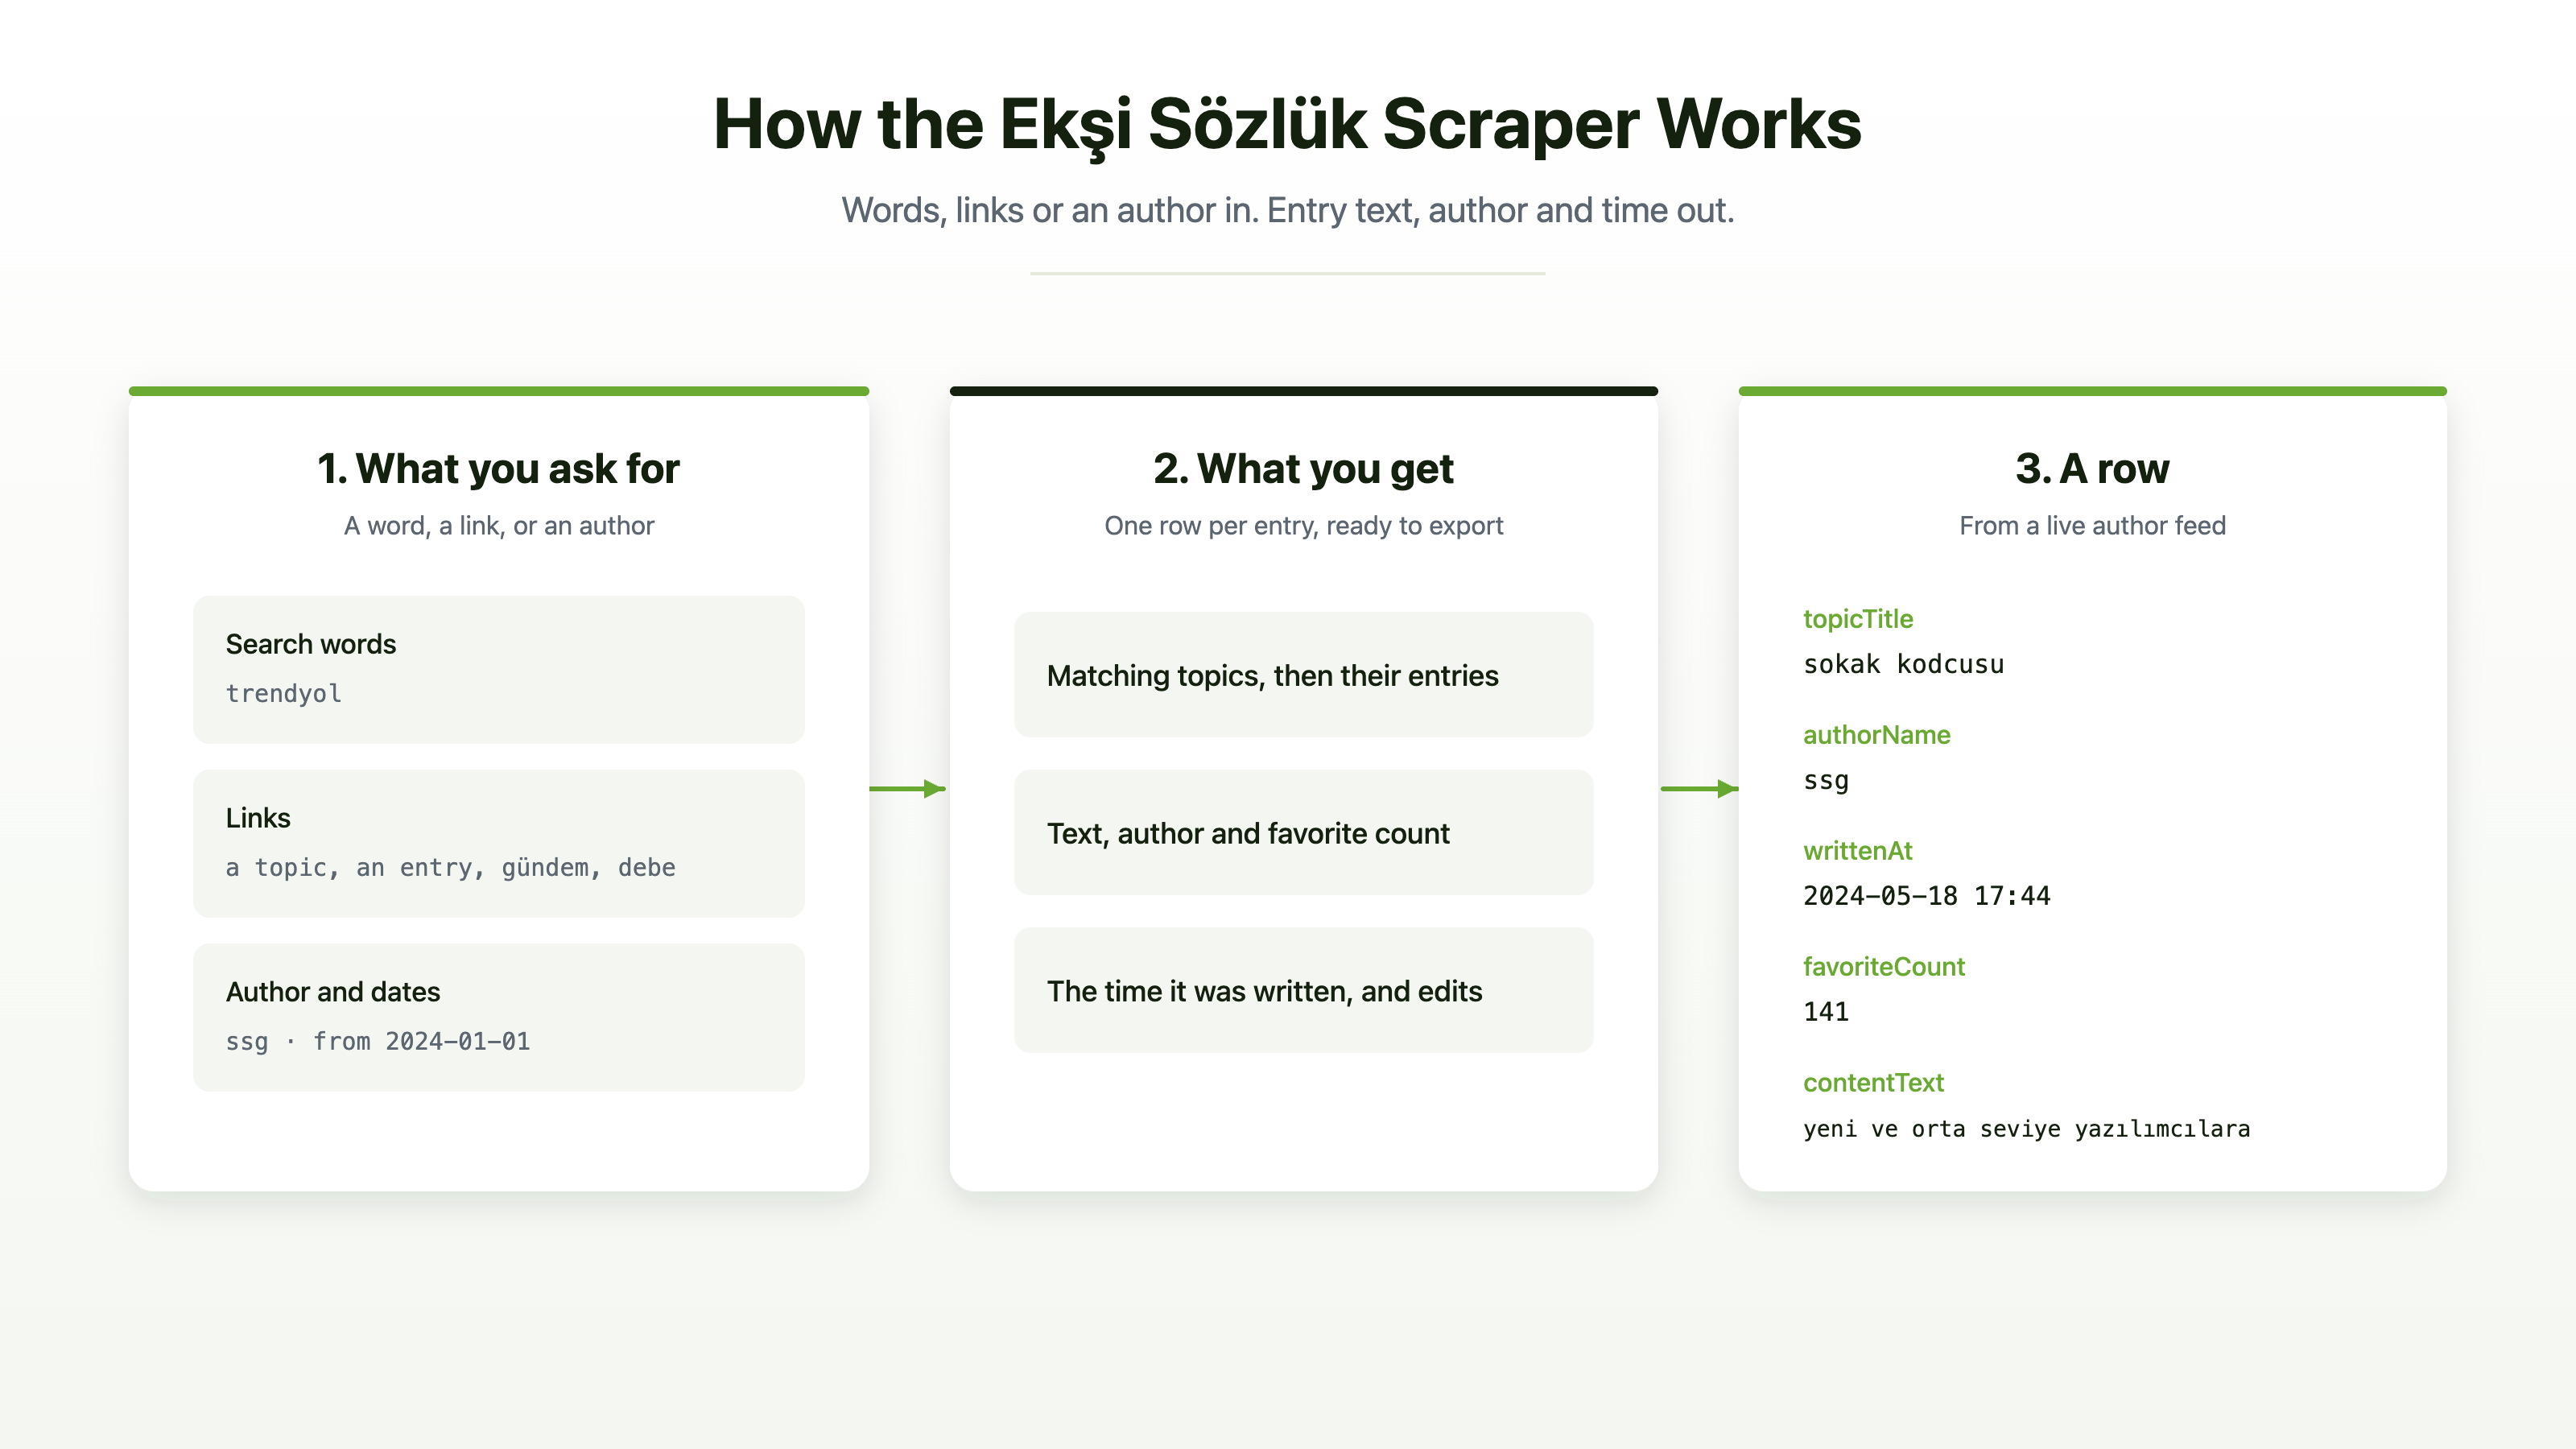 How the Ekşi Sözlük Scraper Works
Words, links or an author in. Entry text, author and time out.
1. What you ask for
A word, a link, or an author
Search words
trendyol
Links
a topic, an entry, gündem, debe
Author and dates
ssg · from 2024-01-01
2. What you get
One row per entry, ready to export
Matching topics, then their entries
Text, author and favorite count
The time it was written, and edits
3. A row
From a live author feed
topicTitle
sokak kodcusu
authorName
ssg
writtenAt
2024-05-18 17:44
favoriteCount
141
contentText
yeni ve orta seviye yazılımcılara